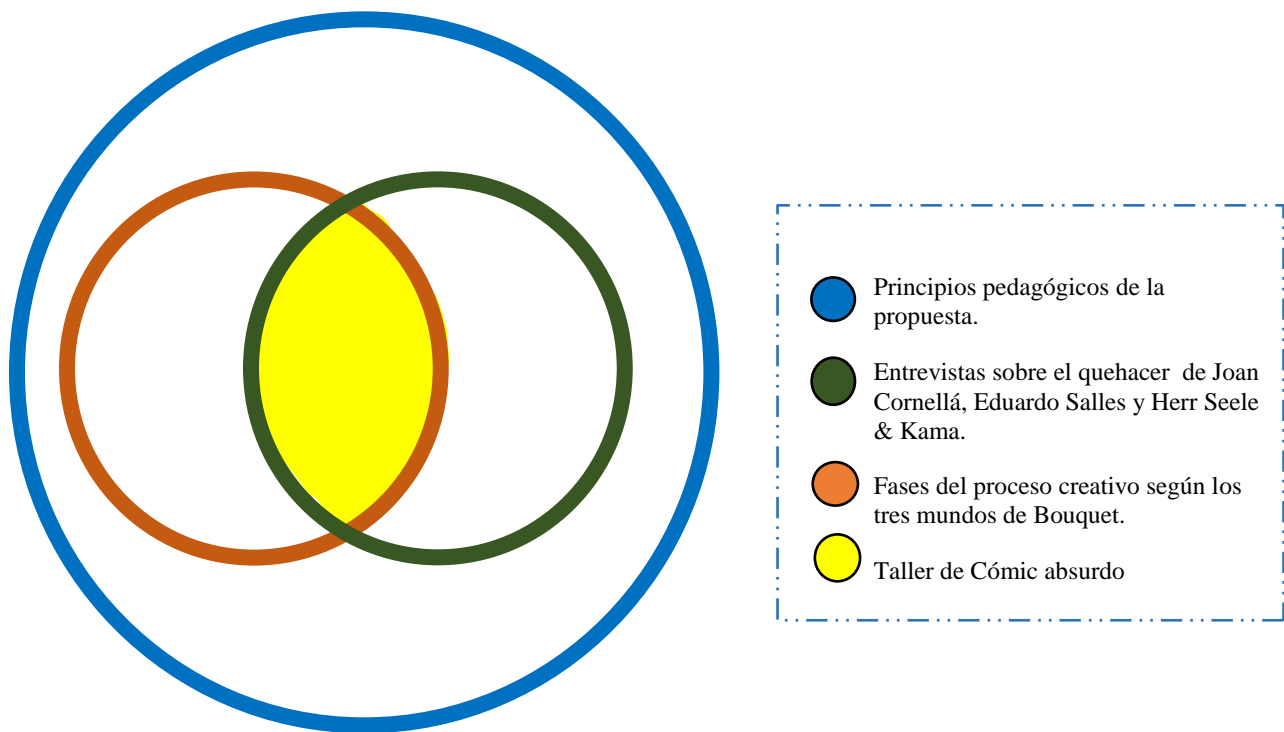 Principios pedagógicos de la
propuesta.
Entrevistas sobre el quehacer de Joan
Cornellá, Eduardo Salles y Herr Seele
& Kama.
Fases del proceso creativo según los
tres mundos de Bouquet.
Taller de Cómic absurdo